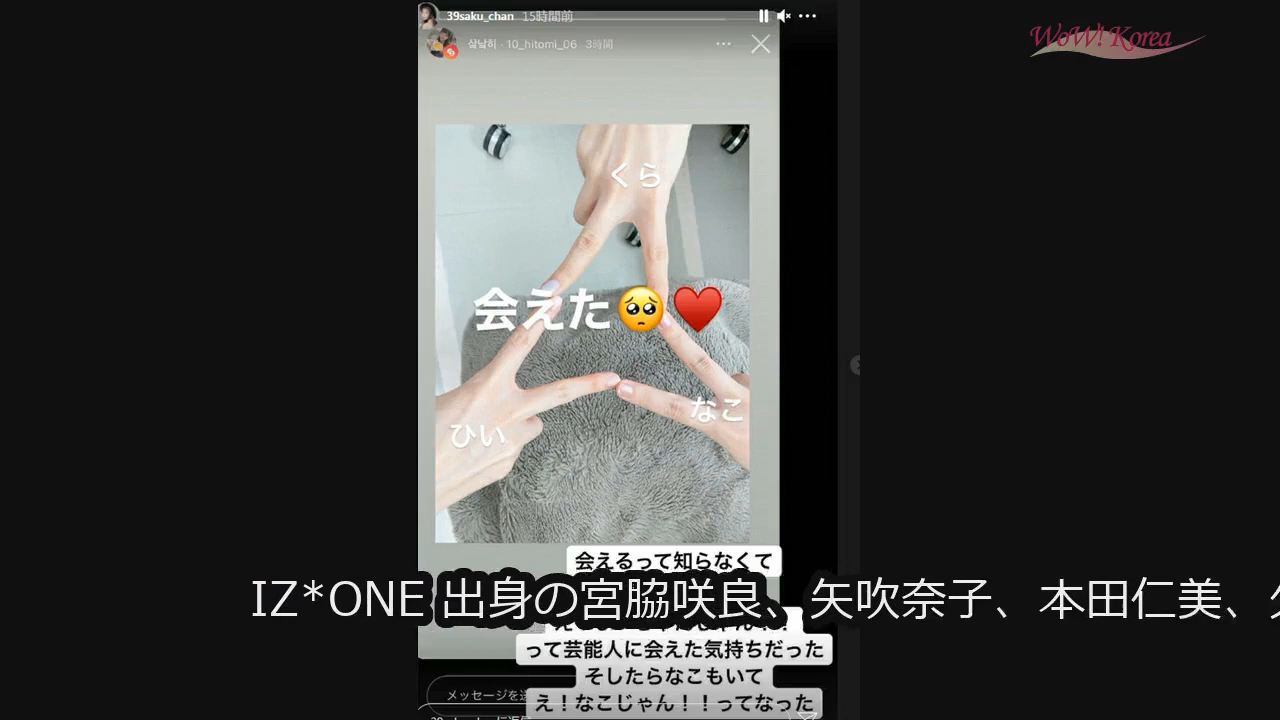 39saku_chan 15時間前
WoW! Korea
10_hitomi_06 3時間
くら
会えた🥺♥
なこ
ひい
会えるって知らなくて
IZ*ONE 出身の宮脇咲良、矢吹奈子、本田仁美、
って芸能人に会えた気持ちだった
そしたらなこもいて
メッセージを
え！なこじゃん！！ってなった